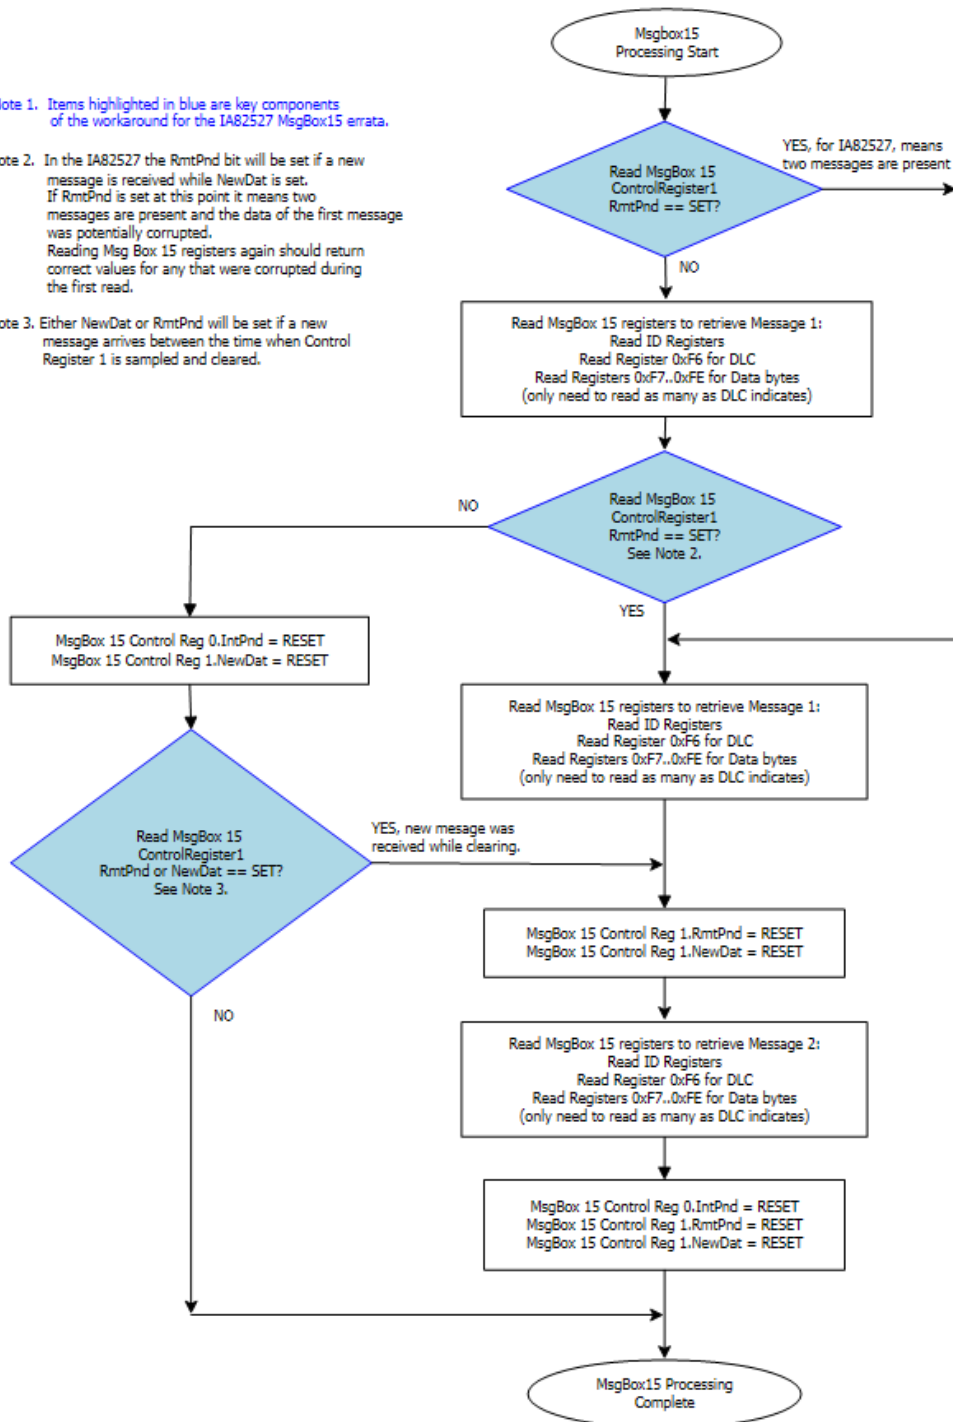 Msgbox15
Processing Start
ote 1. Items highlighted in blue are key components
of the workaround for the IA82527 MsgBox15 errata.
ote 2. In the IA82527 the RmtPnd bit will be set if a new
message is received while NewDat is set.
If RmtPnd is set at this point it means two
messages are present and the data of the first message
was potentially corrupted.
Reading Msg Box 15 registers again should return
correct values for any that were corrupted during
the first read.
ote 3. Either NewDat or RmtPnd will be set if a new
message arrives between the time when Control
Register 1 is sampled and cleared.
Read MsgBox 15
ControlRegister1
RmtPnd == SET?
YES, for IA82527, means
two messages are present
NO
Read MsgBox 15 registers to retrieve Message 1:
Read ID Registers
Read Register 0xF6 for DLC
Read Registers 0xF7..0xFE for Data bytes
(only need to read as many as DLC indicates)
Read MsgBox 15
ControlRegister1
RmtPnd == SET?
See Note 2.
NO
YES
MsgBox 15 Control Reg 0.IntPnd = RESET
MsgBox 15 Control Reg 1.NewDat = RESET
Read MsgBox 15 registers to retrieve Message 1:
Read ID Registers
Read Register 0xF6 for DLC
Read Registers 0xF7..0xFE for Data bytes
(only need to read as many as DLC indicates)
Read MsgBox 15
ControlRegister1
RmtPnd or NewDat == SET?
See Note 3.
YES, new mesage was
received while clearing.
NO
MsgBox 15 Control Reg 1.RmtPnd = RESET
MsgBox 15 Control Reg 1.NewDat = RESET
Read MsgBox 15 registers to retrieve Message 2:
Read ID Registers
Read Register 0xF6 for DLC
Read Registers 0xF7..0xFE for Data bytes
(only need to read as many as DLC indicates)
MsgBox 15 Control Reg 0.IntPnd = RESET
MsgBox 15 Control Reg 1.RmtPnd = RESET
MsgBox 15 Control Reg 1.NewDat = RESET
MsgBox15 Processing
Complete